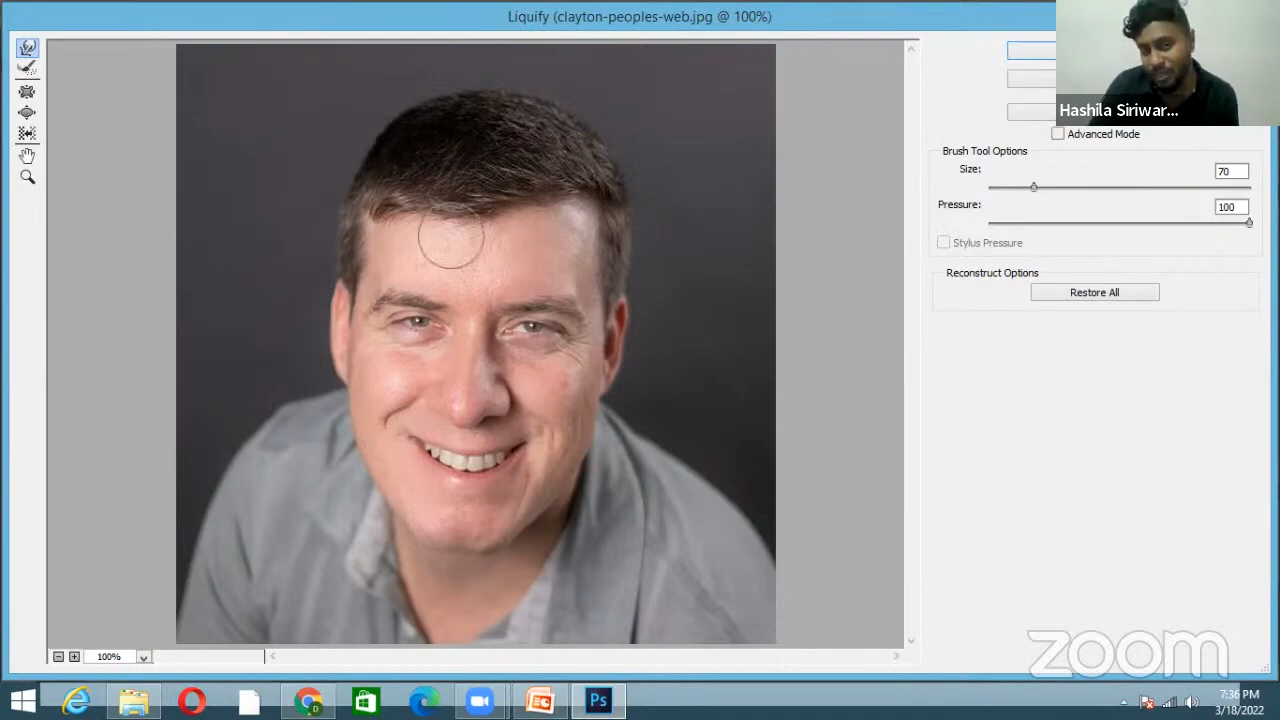 Liquify (clayton-peoples-web.jpg @ 100%)
Hashila Siriwar...
Advanced Mode
Brush Tool Options
Size:
70
Pressure:
100
Stylus Pressure
Reconstruct Options
Restore All
100%
zoom
Ps
7:36 PM
3/18/2022